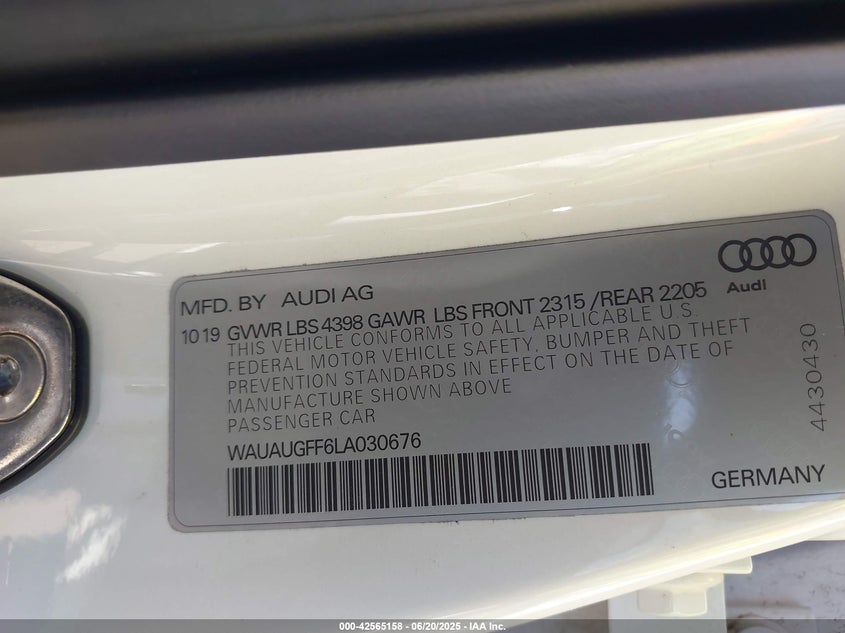 MFD. BY AUDI AG
Audi
10 19 GVWR LBS 4398 GAWR LBS FRONT 2315 /REAR 2205
THIS VEHICLE CONFORMS TO ALL APPLICABLE U.S.
FEDERAL MOTOR VEHICLE SAFETY, BUMPER AND THEFT
PREVENTION STANDARDS IN EFFECT ON THE DATE OF
MANUFACTURE SHOWN ABOVE
PASSENGER CAR
WAUAUGFF6LA030676
GERMANY
4430430
000-42565158 - 06/20/2025 - IAA Inc.